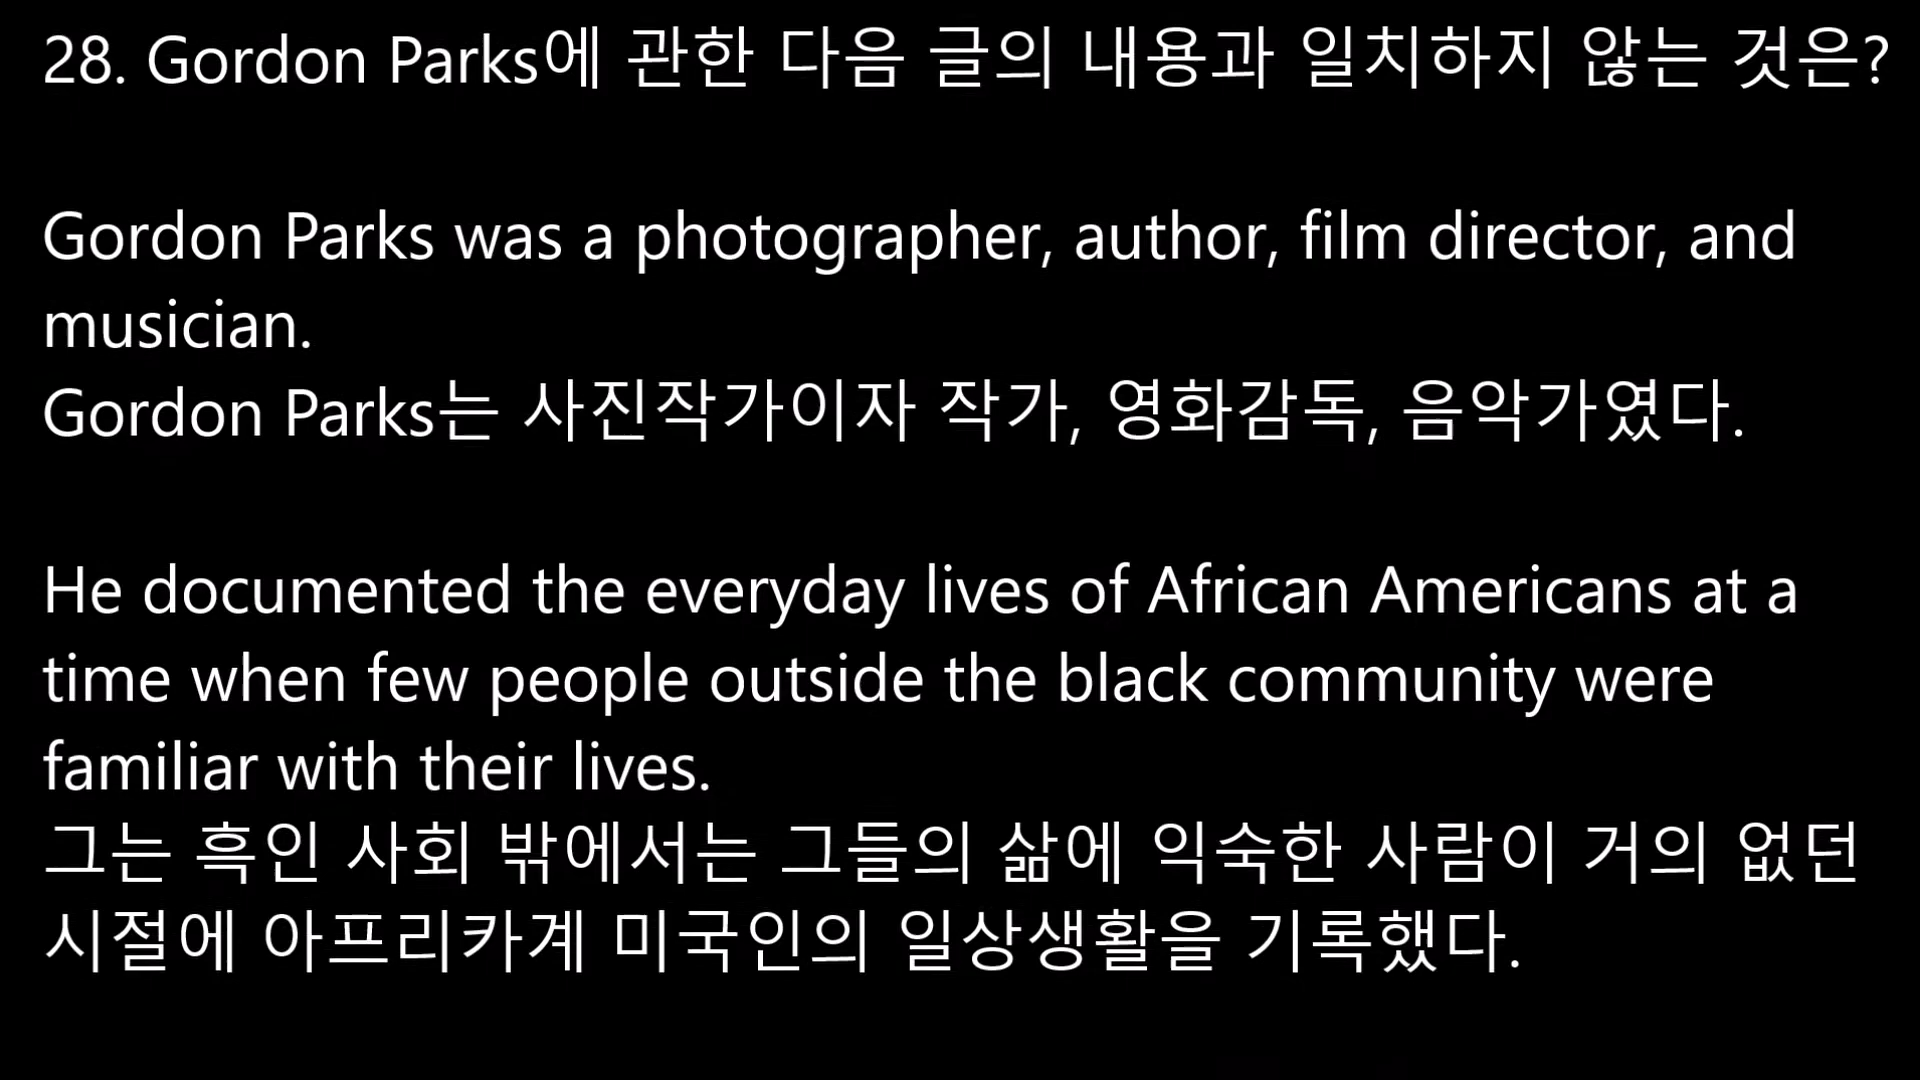 28. Gordon Parks에 관한 다음 글의 내용과 일치하지 않는 것은?
Gordon Parks was a photographer, author, film director, and
musician.
Gordon Parks는 사진작가이자 작가, 영화감독, 음악가였다.
He documented the everyday lives of African Americans at a
time when few people outside the black community were
familiar with their lives.
그는 흑인 사회 밖에서는 그들의 삶에 익숙한 사람이 거의 없던
시절에 아프리카계 미국인의 일상생활을 기록했다.